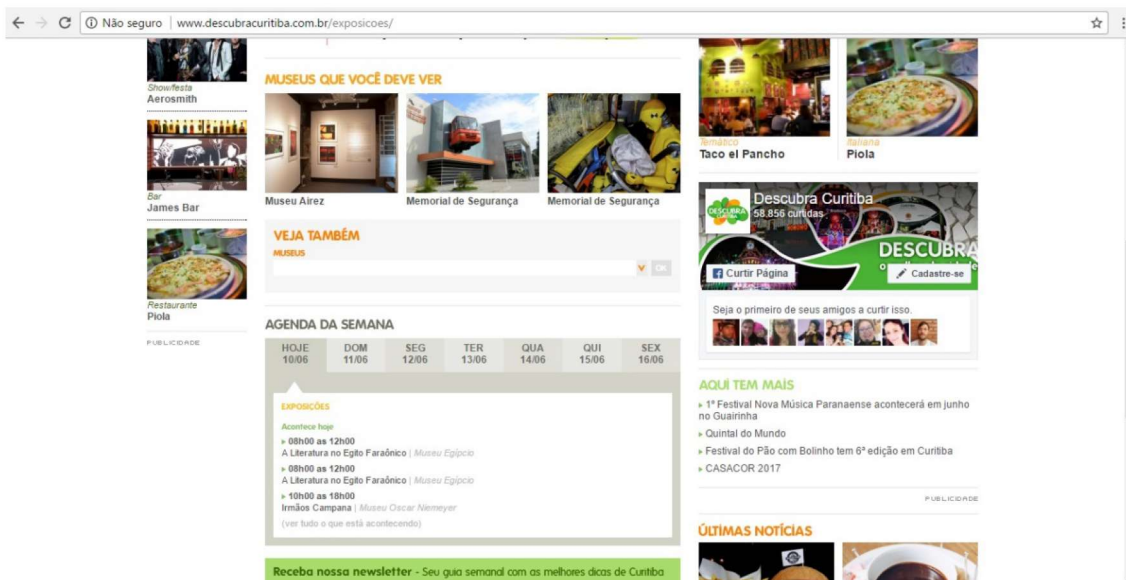 Não seguro
www.descubracuritiba.com.br/exposicoes/
Show/festa
Aerosmith
Bar
James Bar
Restaurante
Piola
PUBLICIDADE
MUSEUS QUE VOCÊ DEVE VER
Museu Airez
Memorial de Segurança
Memorial de Segurança
VEJA TAMBÉM
MUSEUS
V
OK
AGENDA DA SEMANA
HOJE DOM SEG TER QUA QUI SEX
10/06 11/06 12/06 13/06 14/06 15/06 16/06
EXPOSIÇÕES
Acontece hoje
08h00 as 12h00
A Literatura no Egito Faraônico | Museu Egípcio
08h00 as 12h00
A Literatura no Egito Faraônico | Museu Egípcio
10h00 as 18h00
Irmãos Campana | Museu Oscar Niemeyer
(ver tudo o que está acontecendo)
Receba nossa newsletter - Seu guia semanal com as melhores dicas de Curitiba
Temático
Taco el Pancho
Italiana
Piola
DESCUBRA
CURITIBA
Descubra Curitiba
58.856 curtidas
DESCUBRA
Curtir Página
Cadastre-se
Seja o primeiro de seus amigos a curtir isso.
AQUI TEM MAIS
1º Festival Nova Música Paranaense acontecerá em junho
no Guairinha
Quintal do Mundo
Festival do Pão com Bolinho tem 6ª edição em Curitiba
CASACOR 2017
PUBLICIDADE
ÚLTIMAS NOTÍCIAS